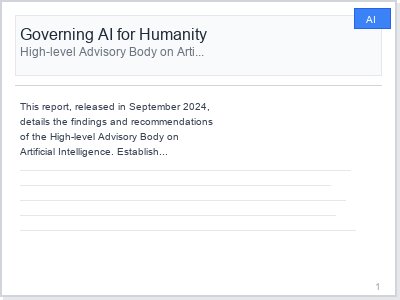 AI
Governing AI for Humanity
High-level Advisory Body on Arti...
This report, released in September 2024,
details the findings and recommendations
of the High-level Advisory Body on
Artificial Intelligence. Establish...
1